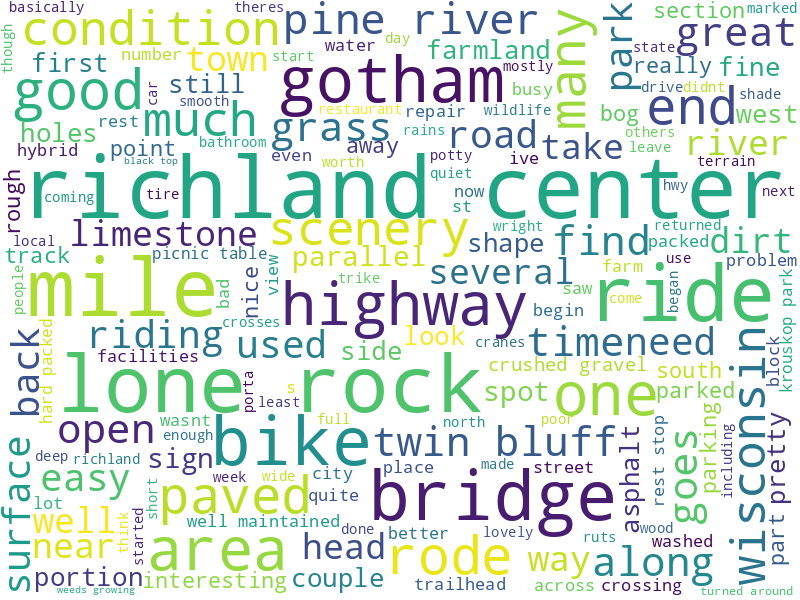 basically
theres
condition
pine river
many
park
section
marked
great
though
first
number
town
water
day
start
farmland
really
fine
still
gotham
mostly
busy
state
drive
didnt
shade
good
much
car
smooth
restaurant
repair
wildlife
end
west
holes
rest
grass
rains
road
bog
others
leave
river
hybrid
point
bathroom
even
away
potty
take
black top
worth
quiet
ive
terrain
rough
richland center
coming
tire
now
st
hwy
next
local
limestone
scenery
wright
shape
find
returned
packed
dirt
track
picnic table
parallel
several
farm
use
problem
people
mile
bad
nice
view
trike
highway
saw
come
began
ride
krouskop park
begin
back
hard packed
riding
crosses
used
side
look
cranes
timeneed
block
facilities
crushed gravel
south
wisconsin
lone rock
s
porta
least
spot
one
parked
open
wasnt
full
north
poor
rest stop
goes
parking
including
pretty
surface
enough
bike
twin bluff
asphalt
deep
richland
sign
week
wide
city
place
made
street
part
easy
short
paved
quite
bridge
lot
well
think
started
well maintained
done
better
lovely
ruts
wood
washed
near
area
head
rode
way
along
portion
interesting
couple
trailhead
across
crossing
weeds growing
turned around